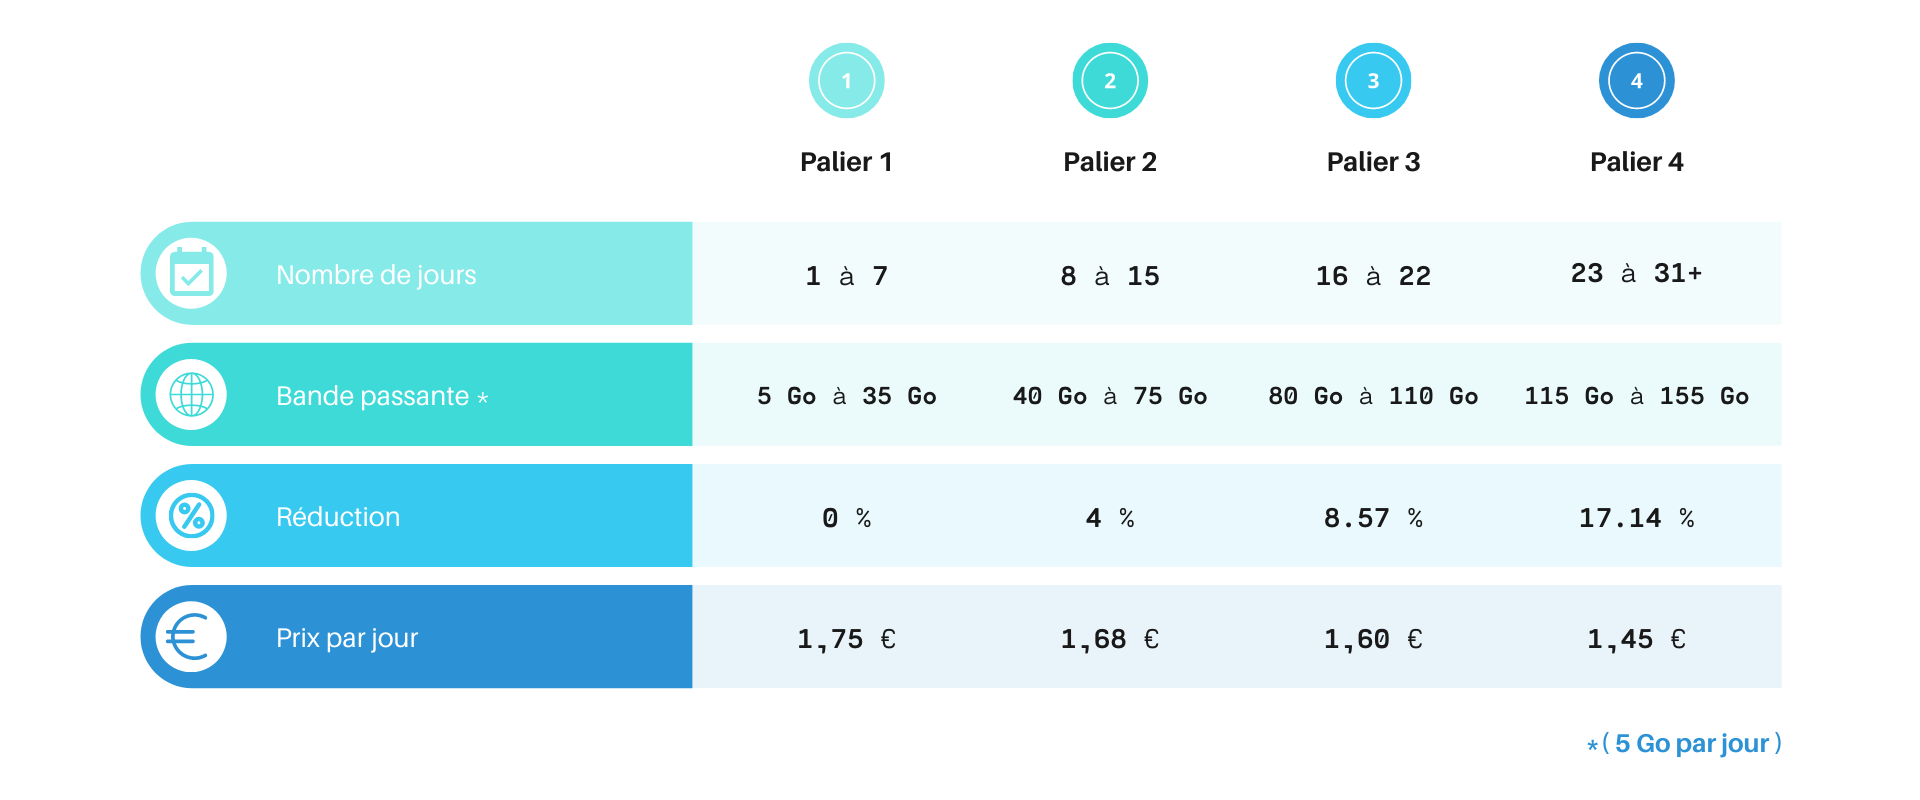 1 2 3 4
Palier 1 Palier 2 Palier 3 Palier 4
Nombre de jours 1 à 7 8 à 15 16 à 22 23 à 31+
Bande passante * 5 Go à 35 Go 40 Go à 75 Go 80 Go à 110 Go 115 Go à 155 Go
Réduction 0 % 4 % 8.57 % 17.14 %
Prix par jour 1,75 € 1,68 € 1,60 € 1,45 €
*( 5 Go par jour )